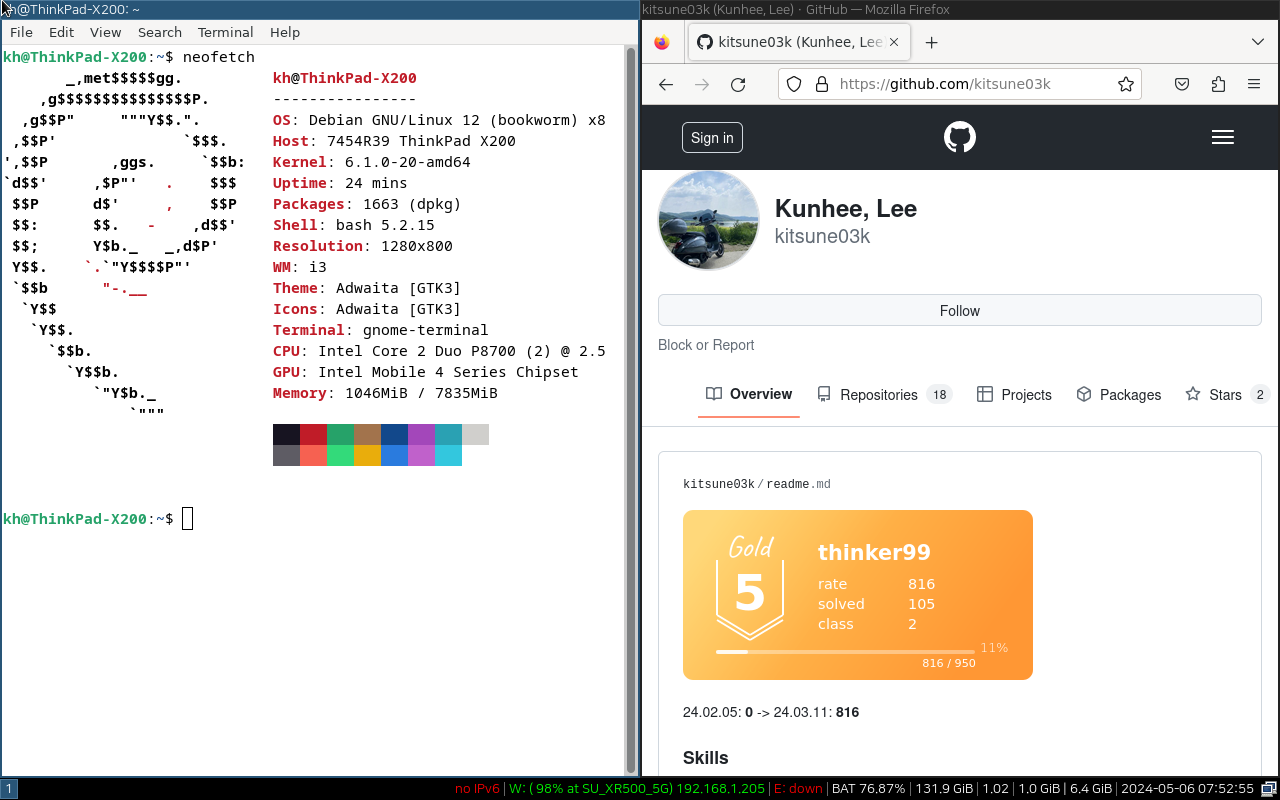 kh@ThinkPad-X200: ~
File Edit View Search Terminal Help
kh@ThinkPad-X200:~$ neofetch
_,met$$$$$gg.
,g$$$$$$$$$$$$$$$P.
,g$$P"     """Y$$.".
,$$P'              `$$$.
',$$P       ,ggs.     `$$b:
`d$$'     ,$P"'   .    $$$
$$P      d$'     ,    $$P
$$:      $$.   -    ,d$$'
$$;      Y$b._   _,d$P'
Y$$.    `.`"Y$$$$P"'
`$$b      "-.__
`Y$$
`Y$$.
`$$b.
`Y$$b.
`"Y$b._
`"""
kh@ThinkPad-X200
----------------
OS: Debian GNU/Linux 12 (bookworm) x8
Host: 7454R39 ThinkPad X200
Kernel: 6.1.0-20-amd64
Uptime: 24 mins
Packages: 1663 (dpkg)
Shell: bash 5.2.15
Resolution: 1280x800
WM: i3
Theme: Adwaita [GTK3]
Icons: Adwaita [GTK3]
Terminal: gnome-terminal
CPU: Intel Core 2 Duo P8700 (2) @ 2.5
GPU: Intel Mobile 4 Series Chipset
Memory: 1046MiB / 7835MiB
kh@ThinkPad-X200:~$
kitsune03k (Kunhee, Lee) · GitHub — Mozilla Firefox
kitsune03k (Kunhee, Lee
https://github.com/kitsune03k
Sign in
Kunhee, Lee
kitsune03k
Follow
Block or Report
Overview Repositories 18 Projects Packages Stars 2
kitsune03k/readme.md
Gold
5
thinker99
rate 816
solved 105
class 2
11%
816 / 950
24.02.05: 0 -> 24.03.11: 816
Skills
1
no IPv6 | W: ( 98% at SU_XR500_5G) 192.168.1.205 | E: down | BAT 76.87% | 131.9 GiB | 1.02 | 1.0 GiB | 6.4 GiB | 2024-05-06 07:52:55